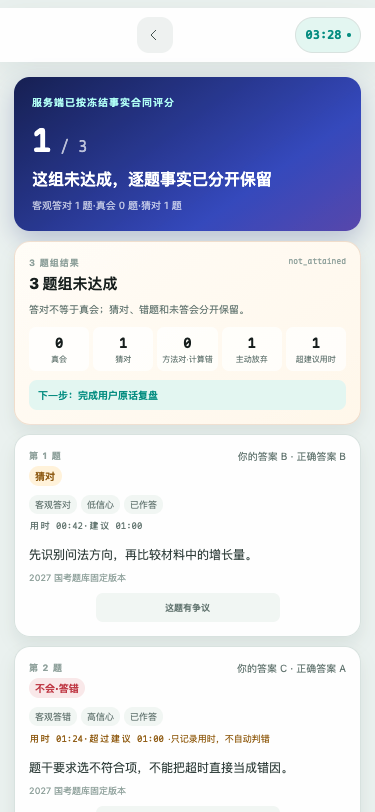 03:28
服务端已按冻结事实合同评分
1 / 3
这组未达成，逐题事实已分开保留
客观答对 1 题·真会 0 题·猜对 1 题
3 题组结果
not_attained
3 题组未达成
答对不等于真会；猜对、错题和未答会分开保留。
0 1 0 1 1
真会 猜对 方法对·计算错 主动放弃 超建议用时
下一步：完成用户原话复盘
第 1 题
你的答案 B · 正确答案 B
猜对
客观答对 低信心 已作答
用时 00:42·建议 01:00
先识别问法方向，再比较材料中的增长量。
2027 国考题库固定版本
这题有争议
第 2 题
你的答案 C · 正确答案 A
不会·答错
客观答错 高信心 已作答
用时 01:24·超过建议 01:00 ·只记录用时，不自动判错
题干要求选不符合项，不能把超时直接当成错因。
2027 国考题库固定版本